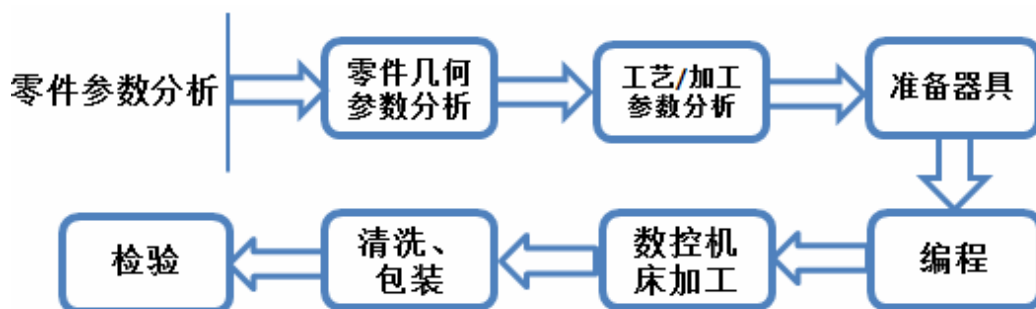 零件参数分析
零件几何
参数分析
工艺/加工
参数分析
准备器具
编程
数控机
床加工
清洗、
包装
检验